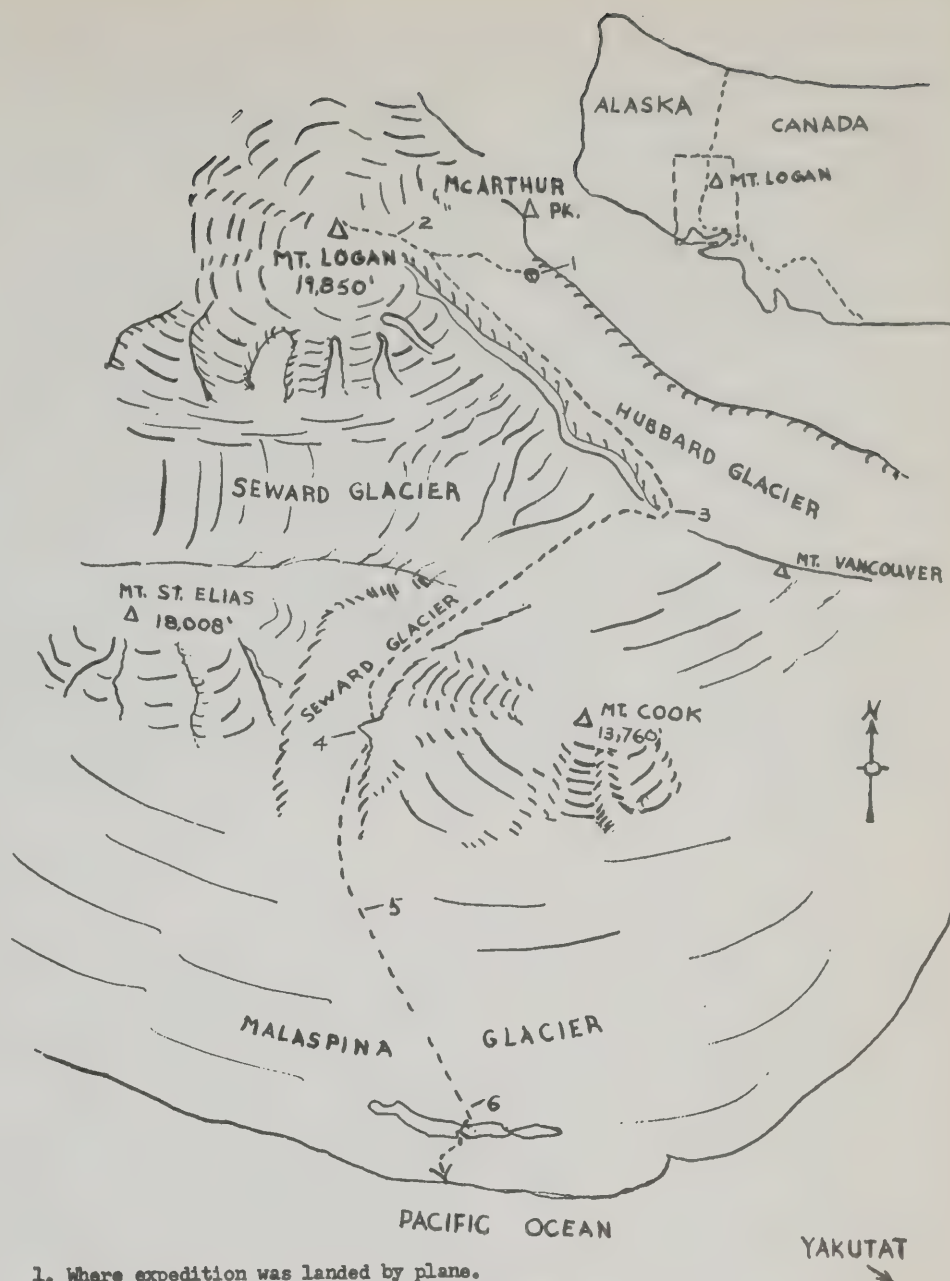 ALASKA
CANADA
△ MT. LOGAN
McARTHUR
△ PK.
2
1
MT. LOGAN
19,850'
HUBBARD GLACIER
SEWARD GLACIER
3
MT. VANCOUVER
MT. ST. ELIAS
△ 18,008'
SEWARD GLACIER
N
△ MT. COOK
13,760'
4
5
MALASPINA GLACIER
6
PACIFIC OCEAN
YAKUTAT
1. Where expedition was landed by plane.